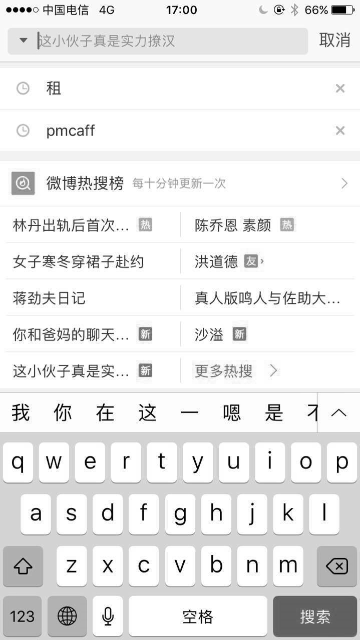 中国电信 4G 17:00 66%
这小伙子真是实力撩汉 取消
租
pmcaff
微博热搜榜 每十分钟更新一次
林丹出轨后首次... 热 陈乔恩 素颜 热
女子寒冬穿裙子赴约 洪道德 友
蒋劲夫日记 真人版鸣人与佐助大...
你和爸妈的聊天... 新 沙溢 新
这小伙子真是实... 新 更多热搜
我 你 在 这 一 嗯 是 不
q w e r t y u i o p
a s d f g h j k l
z x c v b n m
123 空格 搜索